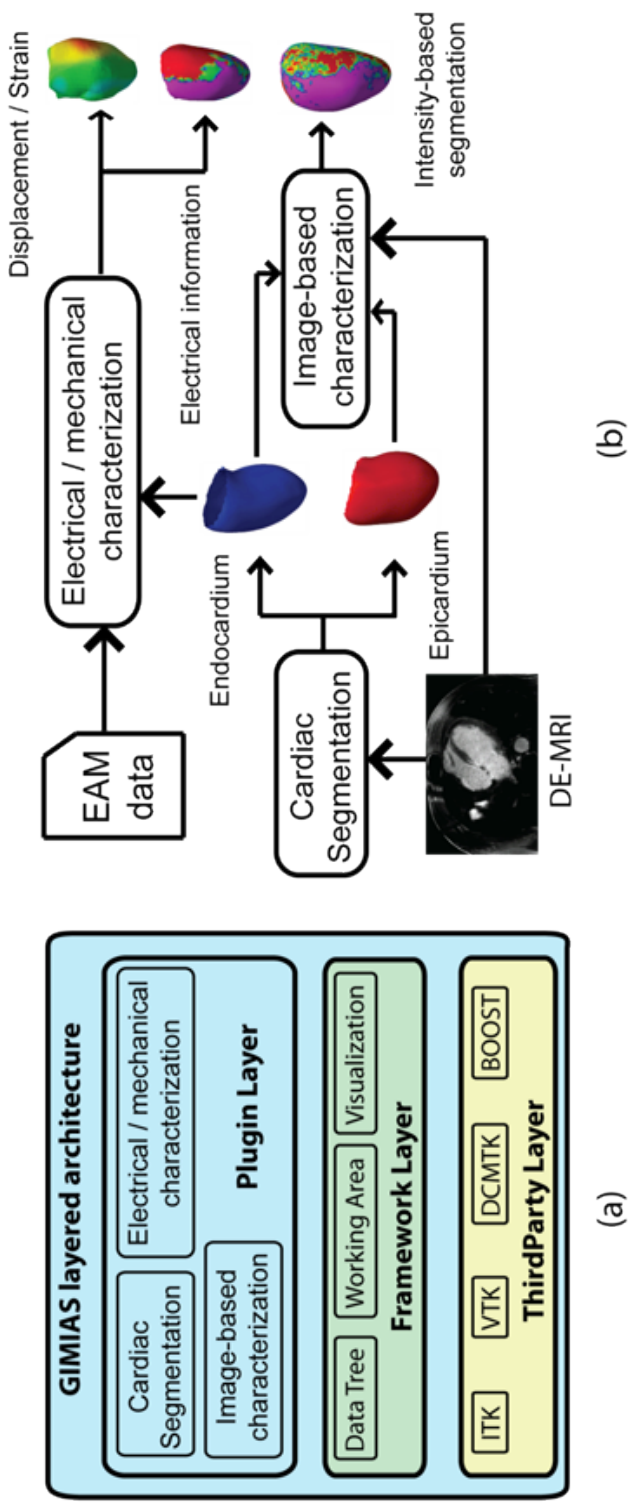 GIMIAS layered architecture
Cardiac
Segmentation
Electrical / mechanical
characterization
Image-based
characterization
Plugin Layer
Data Tree
Working Area
Visualization
Framework Layer
ITK
VTK
DCMTK
BOOST
ThirdParty Layer
(a)
EAM
data
Electrical / mechanical
characterization
Displacement / Strain
Electrical information
Endocardium
Cardiac
Segmentation
Epicardium
Image-based
characterization
Intensity-based
segmentation
DE-MRI
(b)